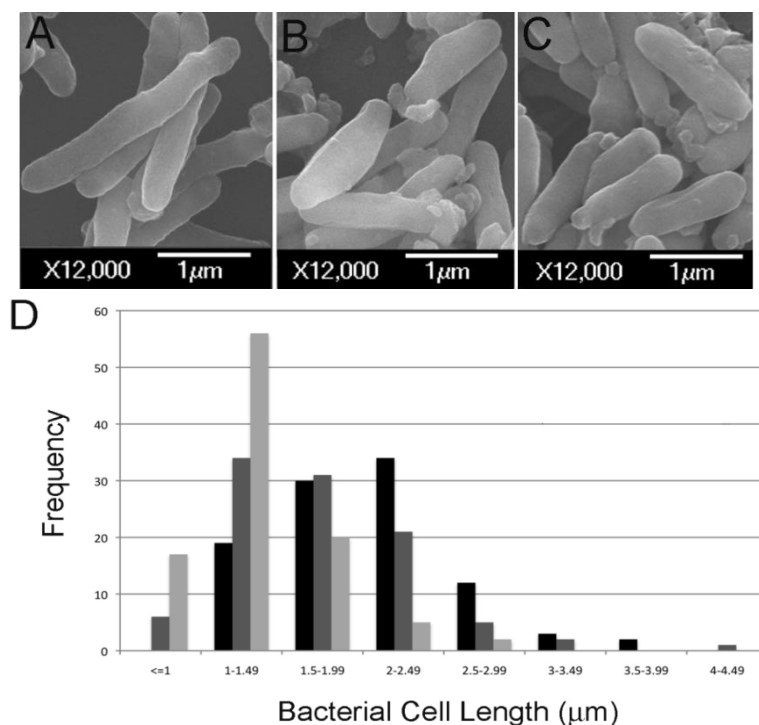 A
B
C
X12,000 1μm
X12,000 1μm
X12,000 1μm
D
60
50
40
30
20
10
0
Frequency
<=1 1-1.49 1.5-1.99 2-2.49 2.5-2.99 3-3.49 3.5-3.99 4-4.49
Bacterial Cell Length (μm)